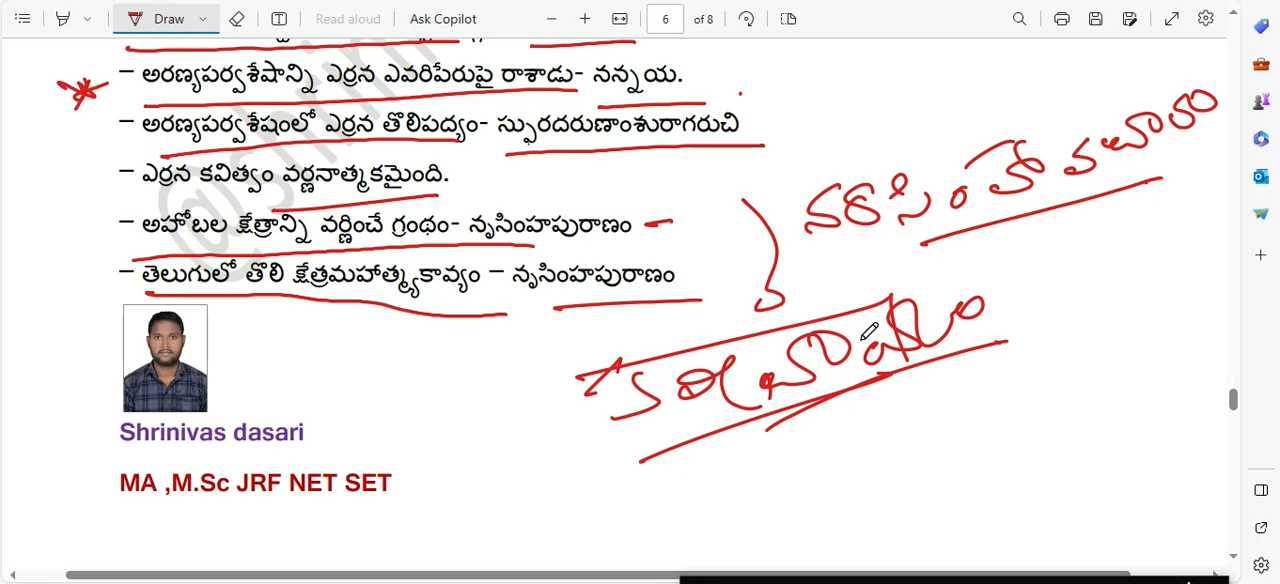 Draw
Read aloud
Ask Copilot
6 of 8
– అరణ్యపర్వశేషాన్ని ఎర్రన ఎవరిపేరుపై రాశాడు- నన్నయ.
– అరణ్యపర్వశేషంలో ఎర్రన తొలిపద్యం- స్ఫురదరుణాంశురాగరుచి
– ఎర్రన కవిత్వం వర్ణనాత్మకమైంది.
– అహోబల క్షేత్రాన్ని వర్ణించే గ్రంథం- నృసింహపురాణం
– తెలుగులో తొలి క్షేత్రమహాత్మ్యకావ్యం – నృసింహపురాణం
Shrinivas dasari
MA ,M.Sc JRF NET SET